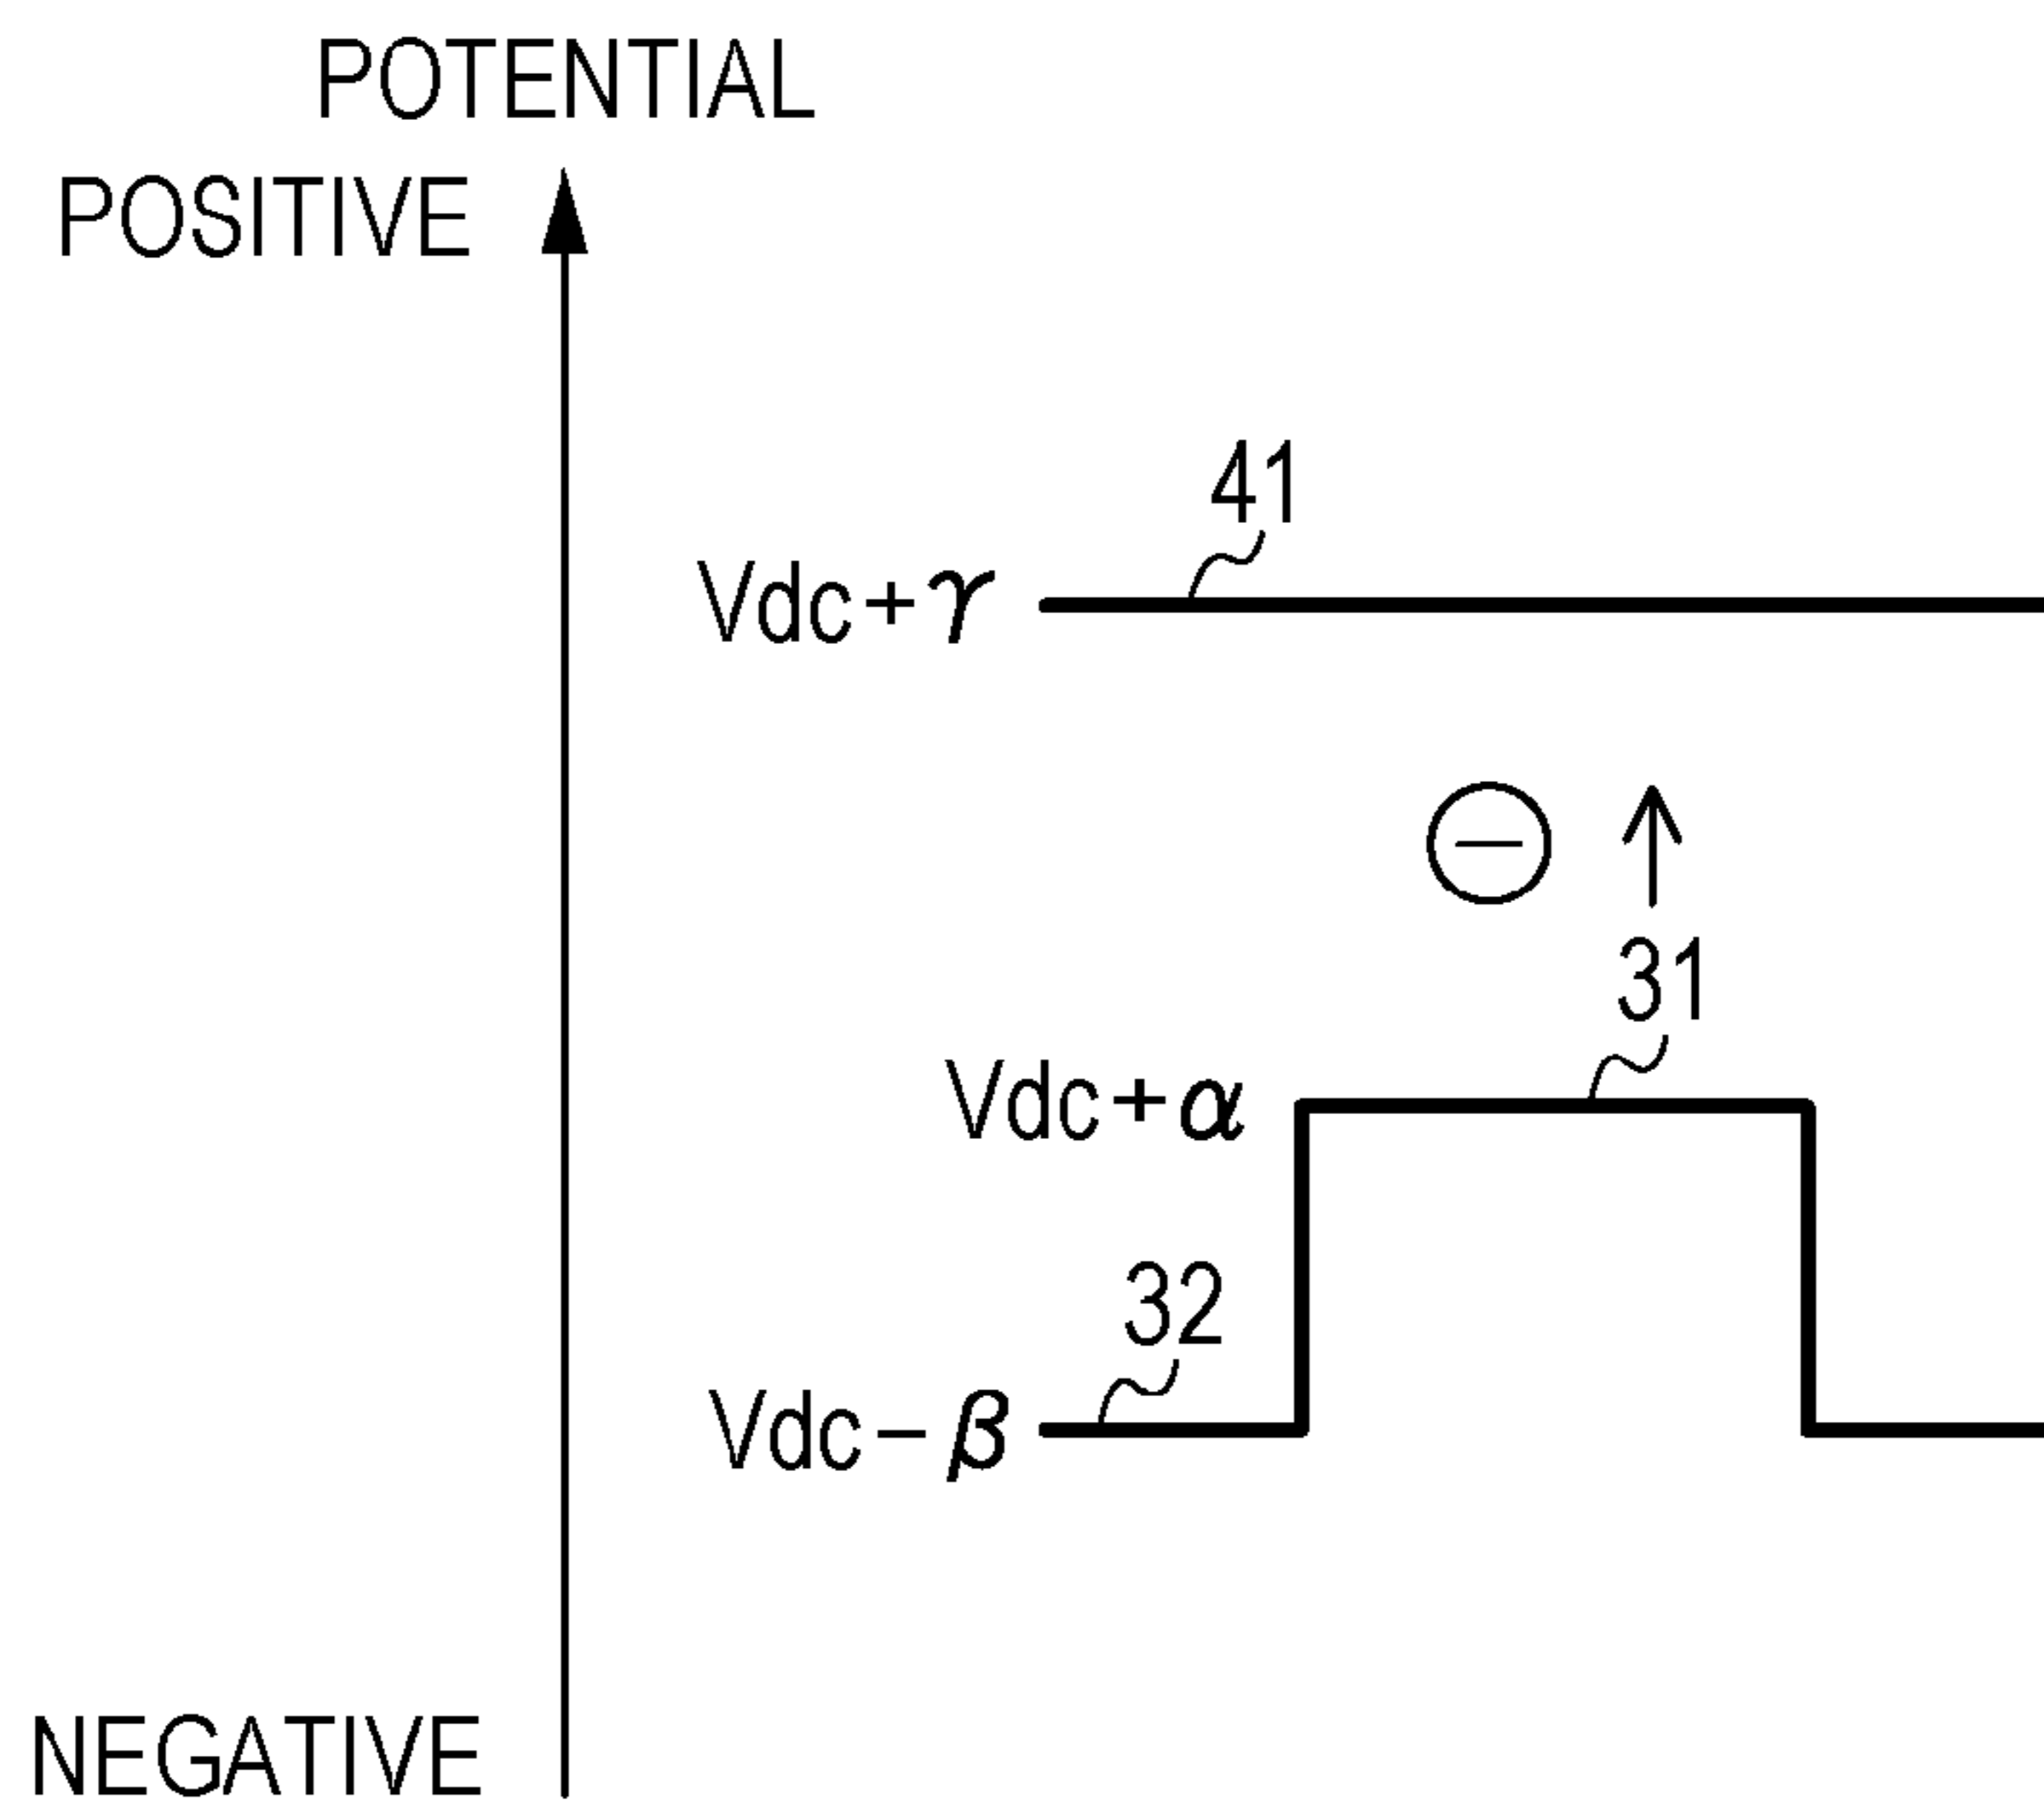 POTENTIAL
POSITIVE
41
Vdc+γ
−
31
Vdc+α
32
Vdc−β
NEGATIVE